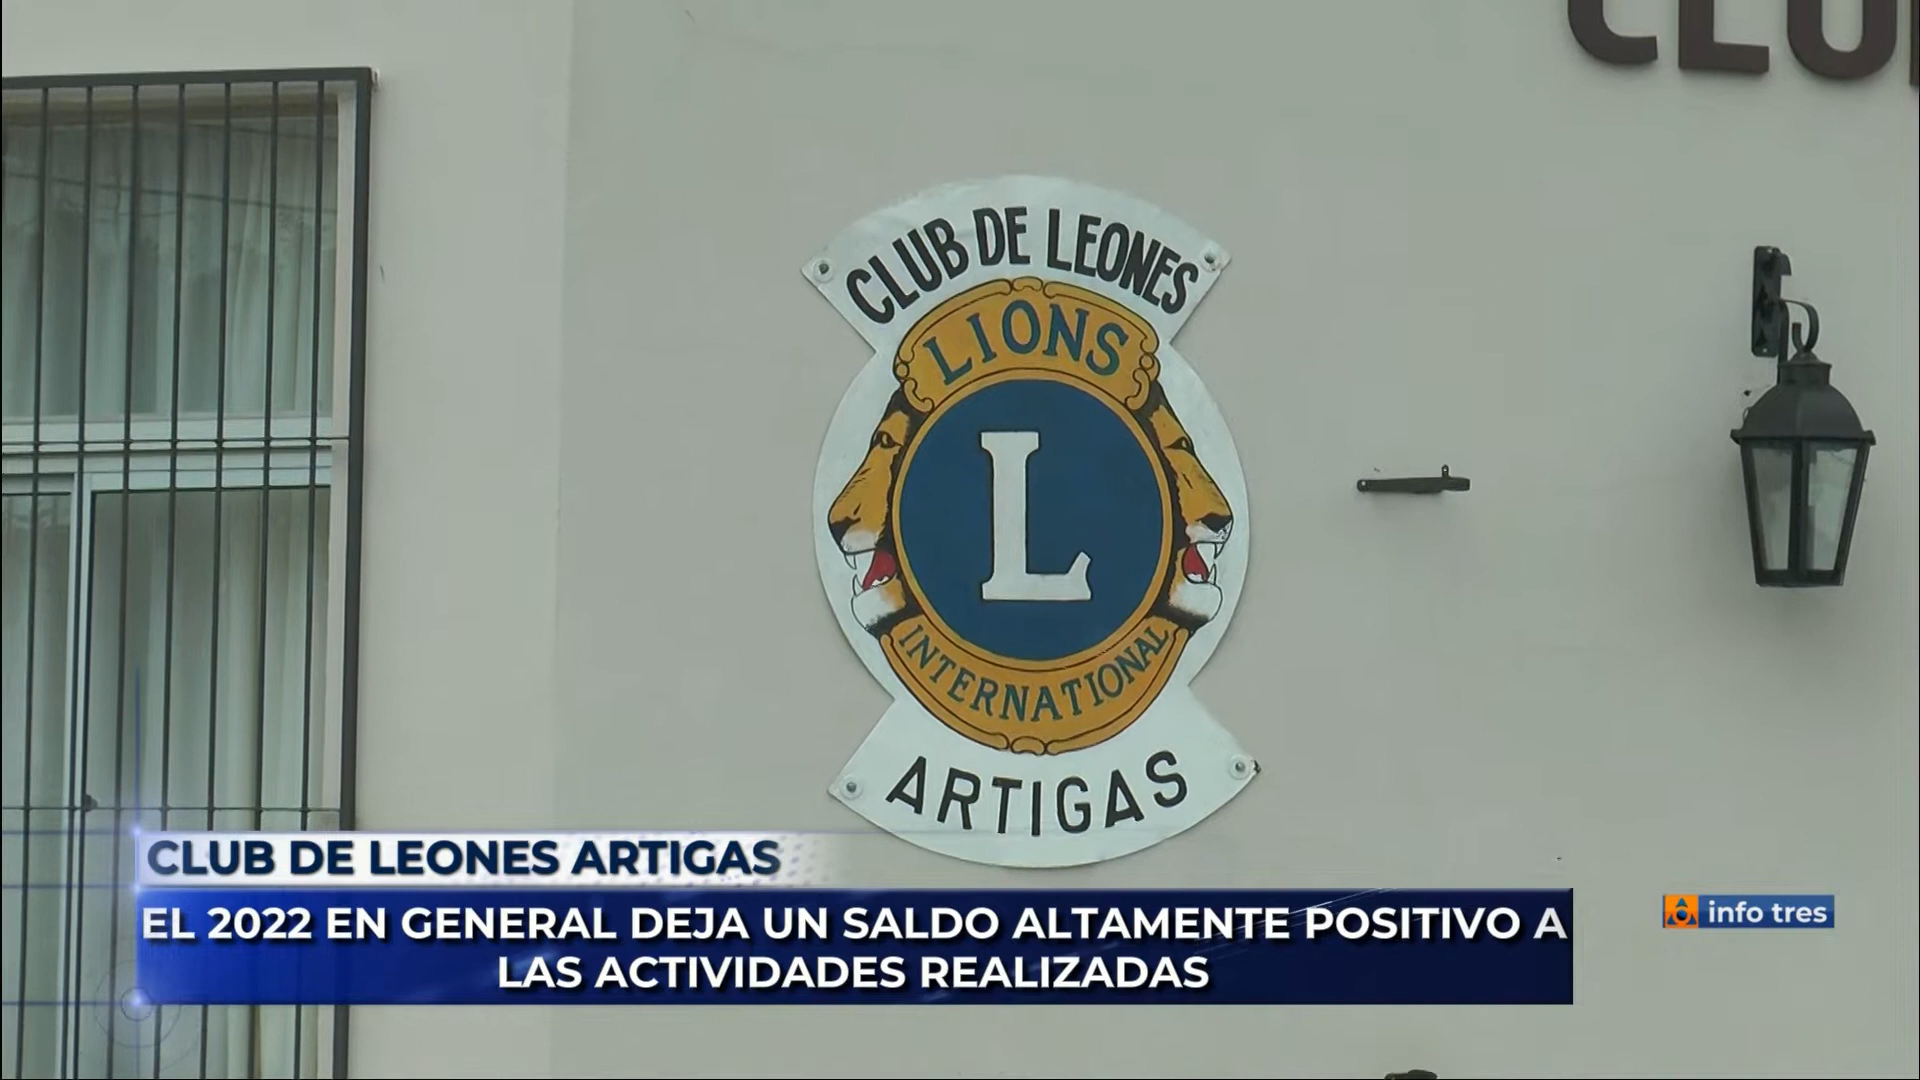 CLUB DE LEONES
LIONS
L
INTERNATIONAL
ARTIGAS
CLUB DE LEONES ARTIGAS
EL 2022 EN GENERAL DEJA UN SALDO ALTAMENTE POSITIVO A
LAS ACTIVIDADES REALIZADAS
info tres